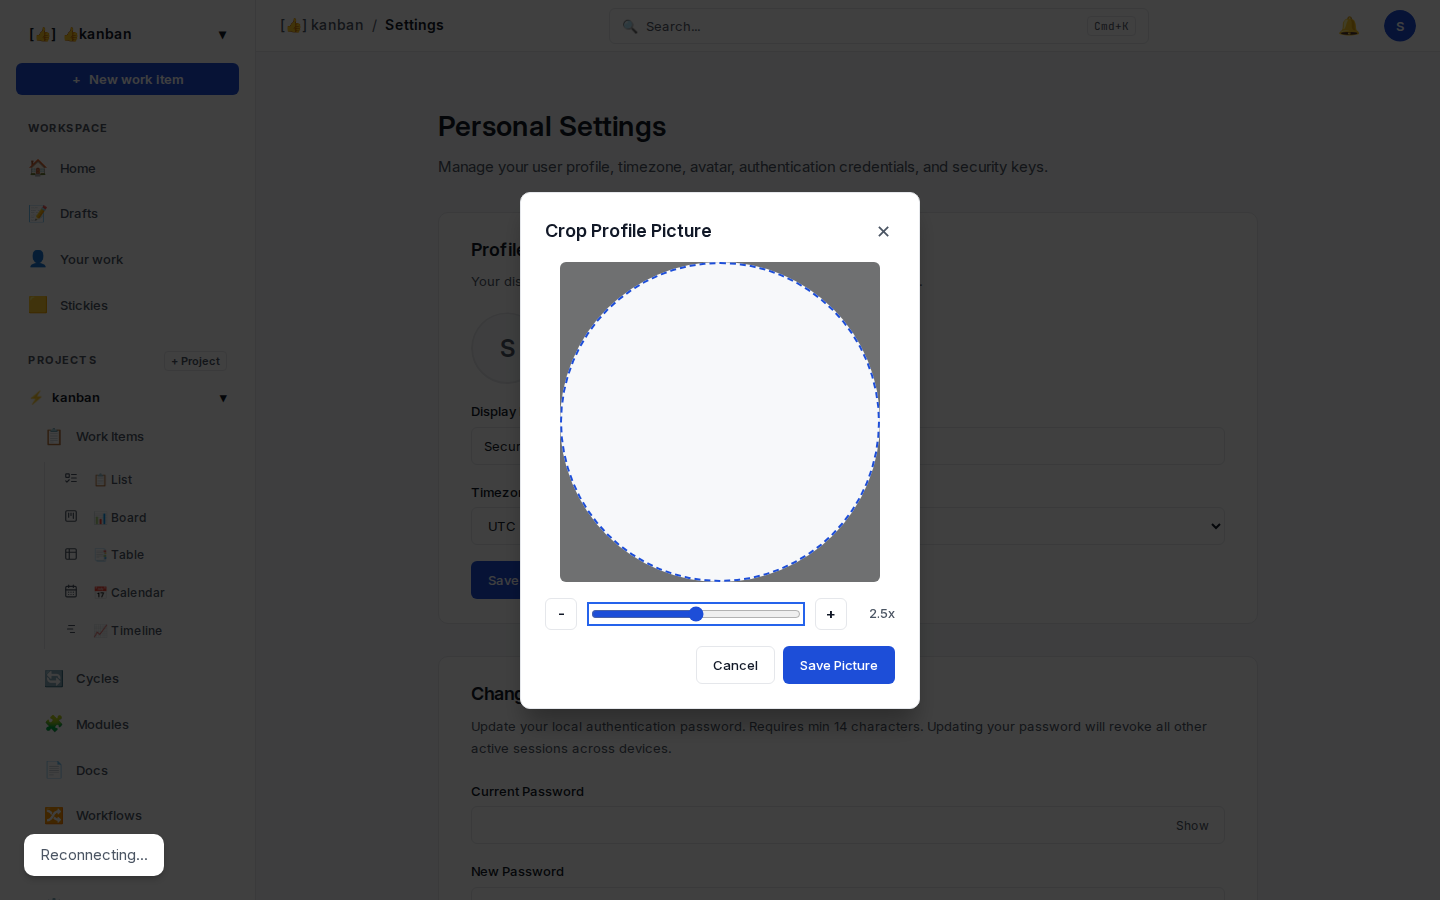 [👍] 👍kanban ▾
+ New work item
WORKSPACE
🏠 Home
📝 Drafts
👤 Your work
🟨 Stickies
PROJECTS + Project
⚡ kanban ▾
📋 Work Items
📋 List
📊 Board
📑 Table
📅 Calendar
📈 Timeline
🔄 Cycles
🧩 Modules
📄 Docs
🔀 Workflows
Reconnecting...
[👍] kanban / Settings
🔍 Search... Cmd+K
🔔 S
Personal Settings
Manage your user profile, timezone, avatar, authentication credentials, and security keys.
Profile
Your dis
S
Display
Secur
Timezo
UTC
Save
Crop Profile Picture ✕
- + 2.5x
Cancel Save Picture
Chang
Update your local authentication password. Requires min 14 characters. Updating your password will revoke all other
active sessions across devices.
Current Password
Show
New Password